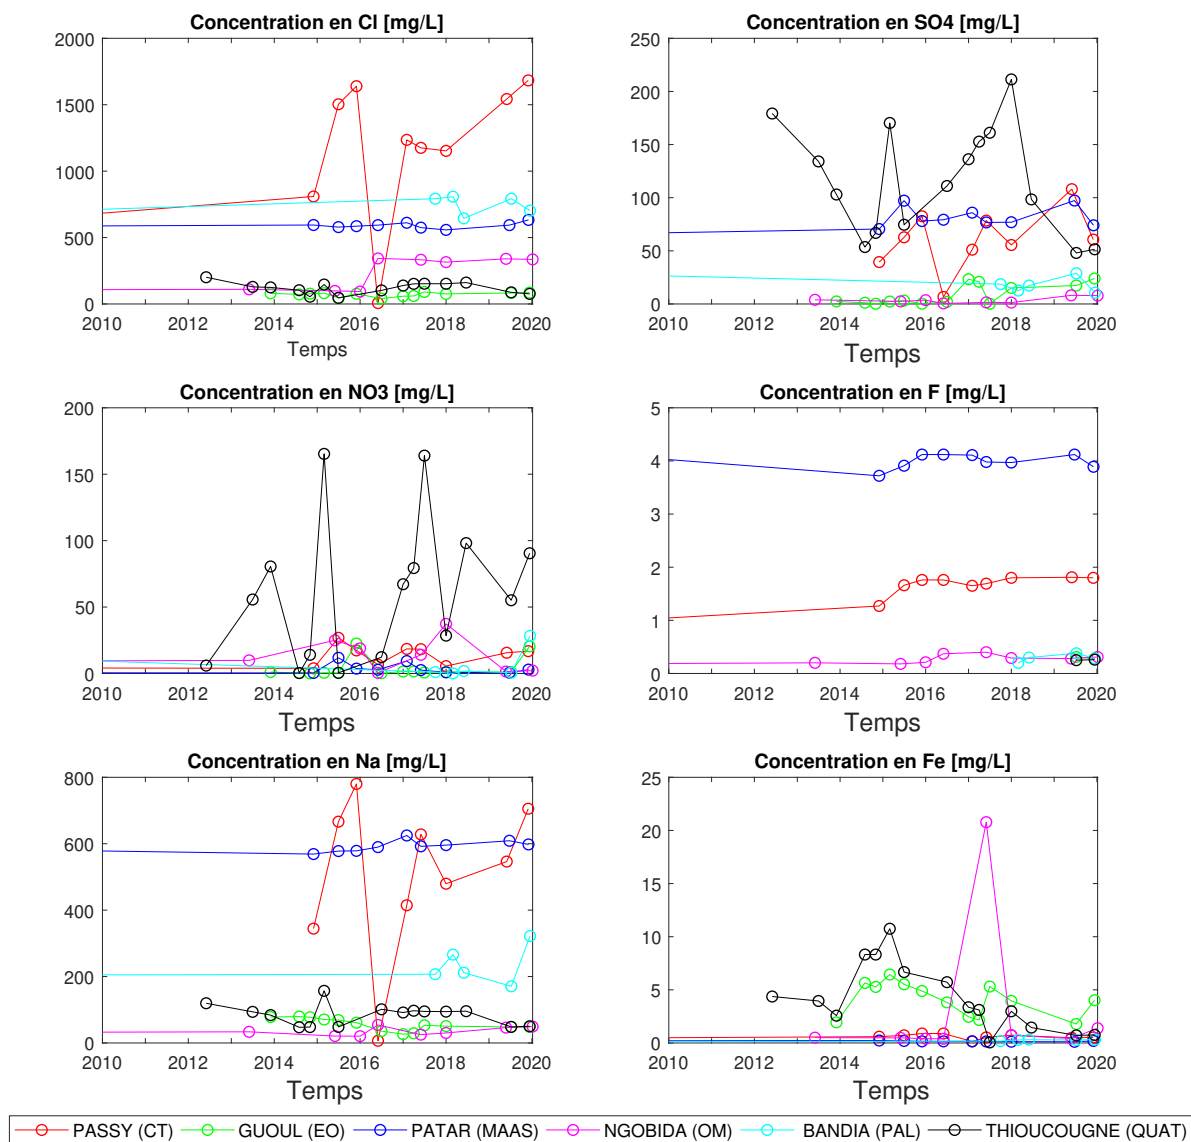 Concentration en Cl [mg/L]
Concentration en SO4 [mg/L]
2000
1500
1000
500
0
2010 2012 2014 2016 2018 2020
Temps
250
200
150
100
50
0
2010 2012 2014 2016 2018 2020
Temps
Concentration en NO3 [mg/L]
Concentration en F [mg/L]
200
150
100
50
0
2010 2012 2014 2016 2018 2020
Temps
5
4
3
2
1
0
2010 2012 2014 2016 2018 2020
Temps
Concentration en Na [mg/L]
Concentration en Fe [mg/L]
800
600
400
200
0
2010 2012 2014 2016 2018 2020
Temps
25
20
15
10
5
0
2010 2012 2014 2016 2018 2020
Temps
PASSY (CT) GUOUL (EO) PATAR (MAAS) NGOBIDA (OM) BANDIA (PAL) THIOUCOUGNE (QUAT)